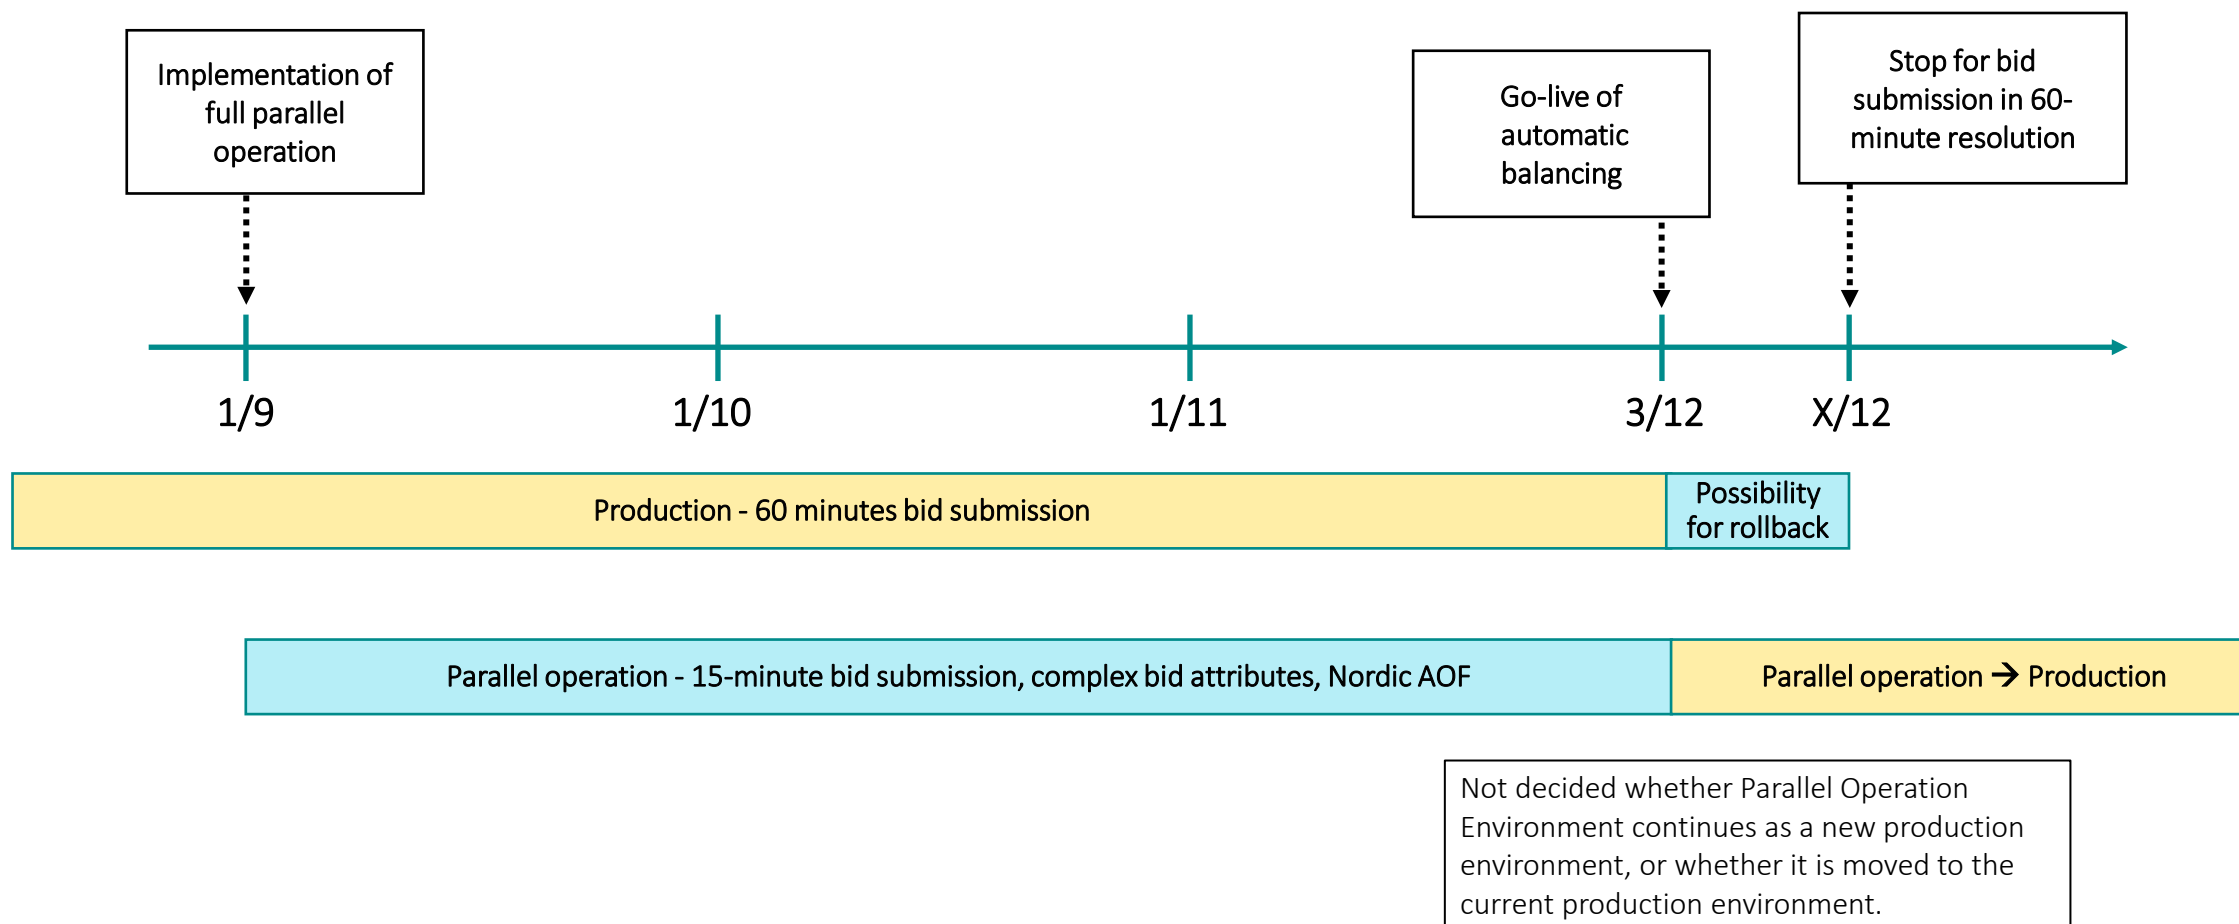 Implementation of
full parallel
operation
Go-live of
automatic
balancing
Stop for bid
submission in 60-
minute resolution
1/9
1/10
1/11
3/12
X/12
Production - 60 minutes bid submission
Possibility
for rollback
Parallel operation - 15-minute bid submission, complex bid attributes, Nordic AOF
Parallel operation → Production
Not decided whether Parallel Operation
Environment continues as a new production
environment, or whether it is moved to the
current production environment.